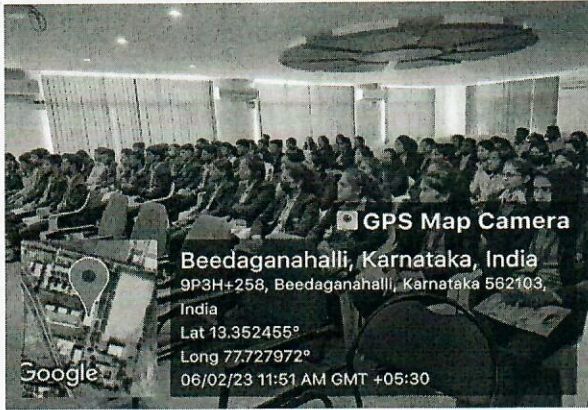 GPS Map Camera
Beedaganahalli, Karnataka, India
9P3H+258, Beedaganahalli, Karnataka 562103,
India
Lat 13.352455°
Long 77.727972°
06/02/23 11:51 AM GMT +05:30
Google